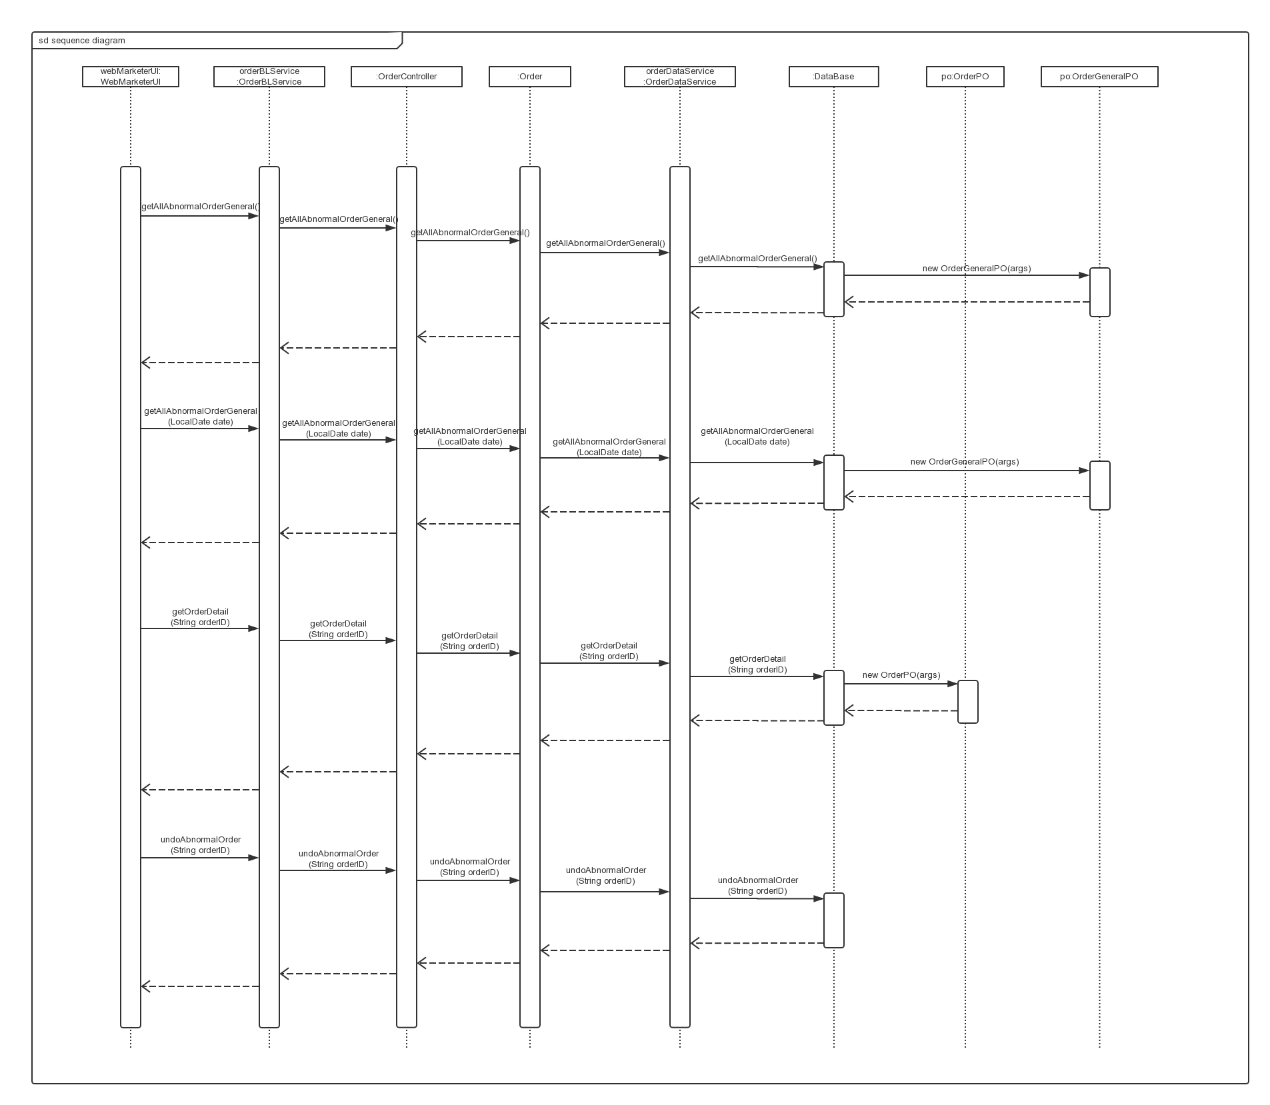 sd sequence diagram
webMarketerUI:
WebMarketerUI
orderBLService
:OrderBLService
:OrderController
:Order
orderDataService
:OrderDataService
:DataBase
po:OrderPO
po:OrderGeneralPO
getAllAbnormalOrderGeneral()
getAllAbnormalOrderGeneral()
getAllAbnormalOrderGeneral()
getAllAbnormalOrderGeneral()
getAllAbnormalOrderGeneral()
new OrderGeneralPO(args)
getAllAbnormalOrderGeneral
(LocalDate date)
getAllAbnormalOrderGeneral
(LocalDate date)
getAllAbnormalOrderGeneral
(LocalDate date)
getAllAbnormalOrderGeneral
(LocalDate date)
getAllAbnormalOrderGeneral
(LocalDate date)
new OrderGeneralPO(args)
getOrderDetail
(String orderID)
getOrderDetail
(String orderID)
getOrderDetail
(String orderID)
getOrderDetail
(String orderID)
getOrderDetail
(String orderID)
new OrderPO(args)
undoAbnormalOrder
(String orderID)
undoAbnormalOrder
(String orderID)
undoAbnormalOrder
(String orderID)
undoAbnormalOrder
(String orderID)
undoAbnormalOrder
(String orderID)